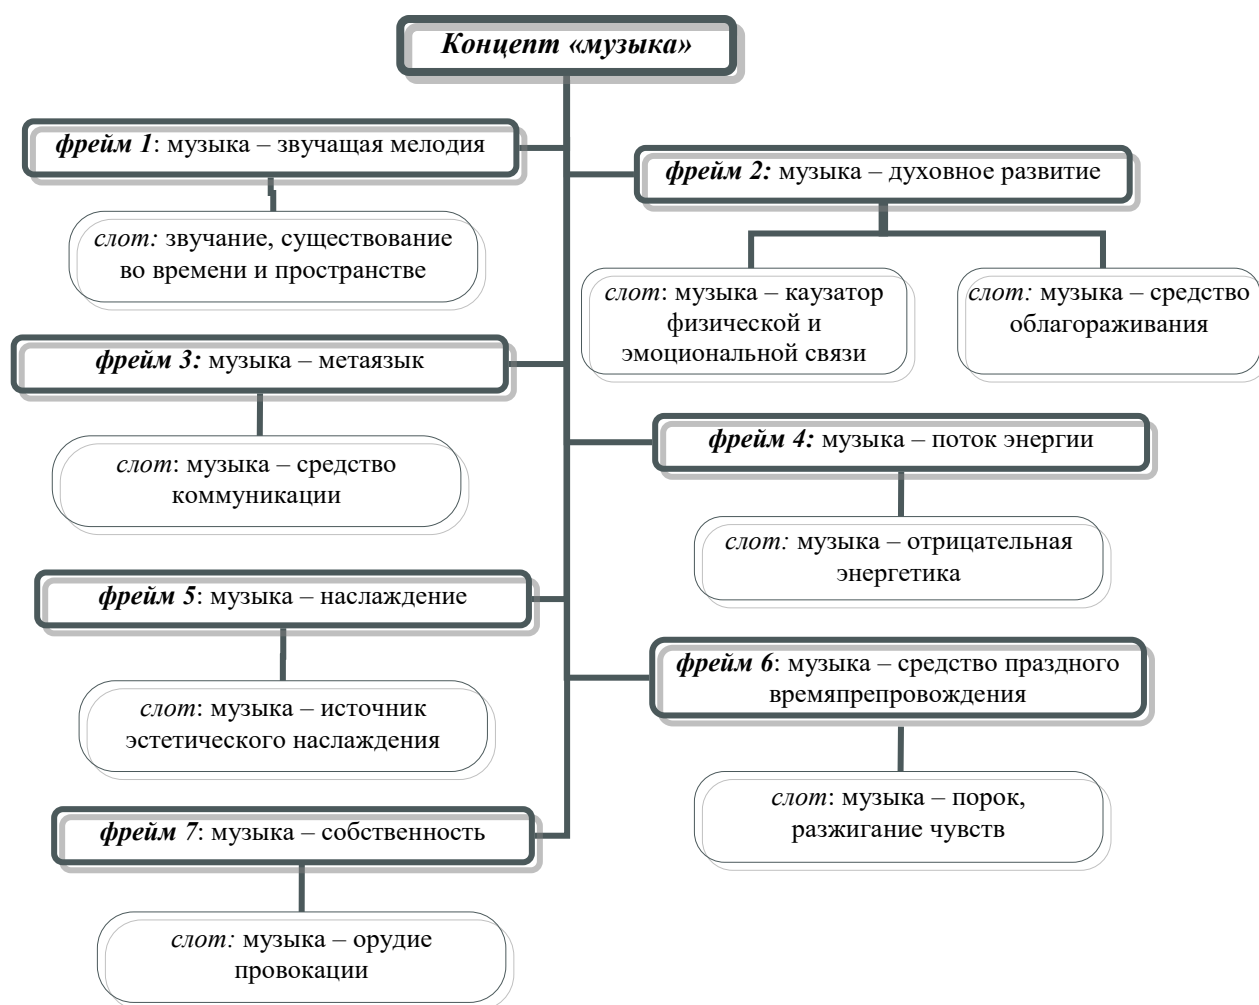 Концепт «музыка»
фрейм 1: музыка – звучащая мелодия
слот: звучание, существование
во времени и пространстве
фрейм 2: музыка – духовное развитие
слот: музыка – каузатор
физической и
эмоциональной связи
слот: музыка – средство
облагораживания
фрейм 3: музыка – метаязык
слот: музыка – средство
коммуникации
фрейм 4: музыка – поток энергии
слот: музыка – отрицательная
энергетика
фрейм 5: музыка – наслаждение
слот: музыка – источник
эстетического наслаждения
фрейм 6: музыка – средство праздного
времяпрепровождения
слот: музыка – порок,
разжигание чувств
фрейм 7: музыка – собственность
слот: музыка – орудие
провокации